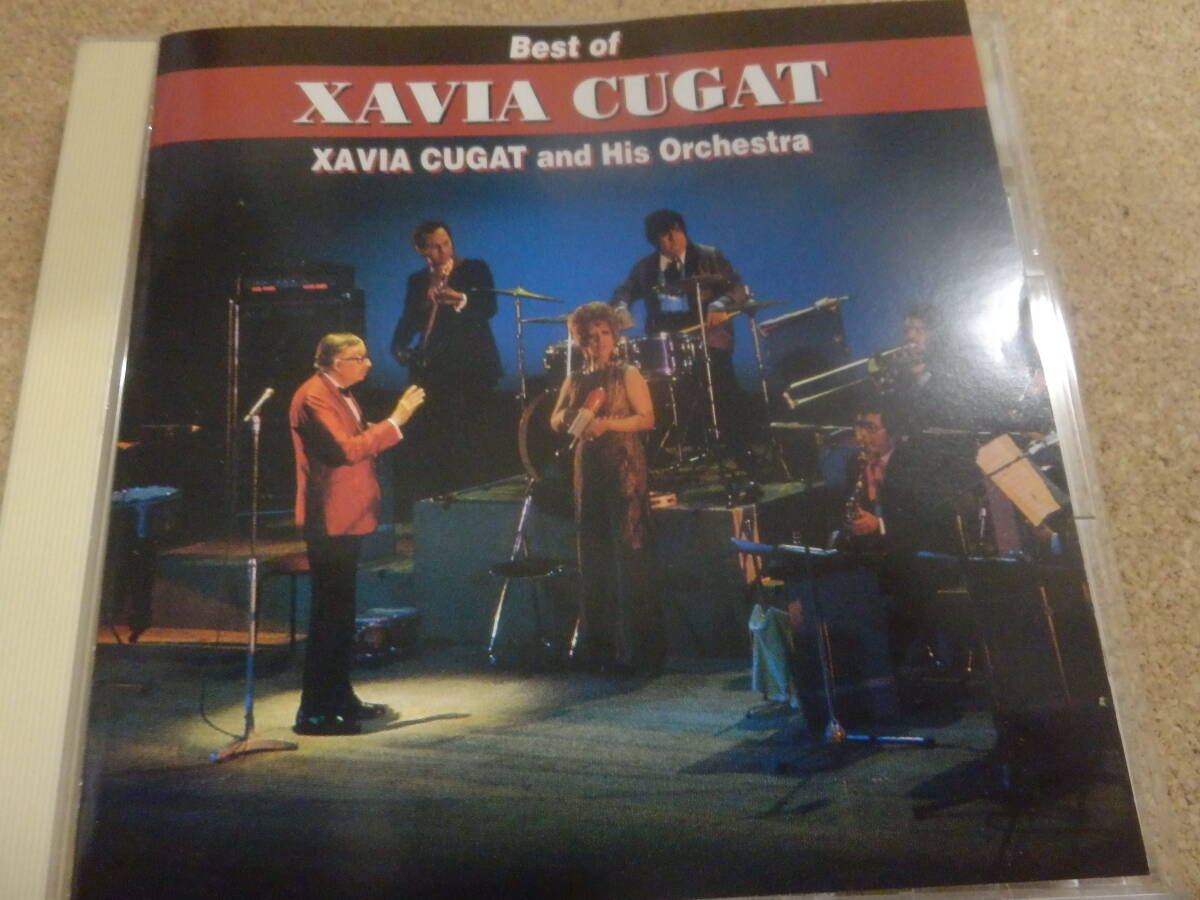 Best of
XAVIA CUGAT
XAVIA CUGAT and His Orchestra